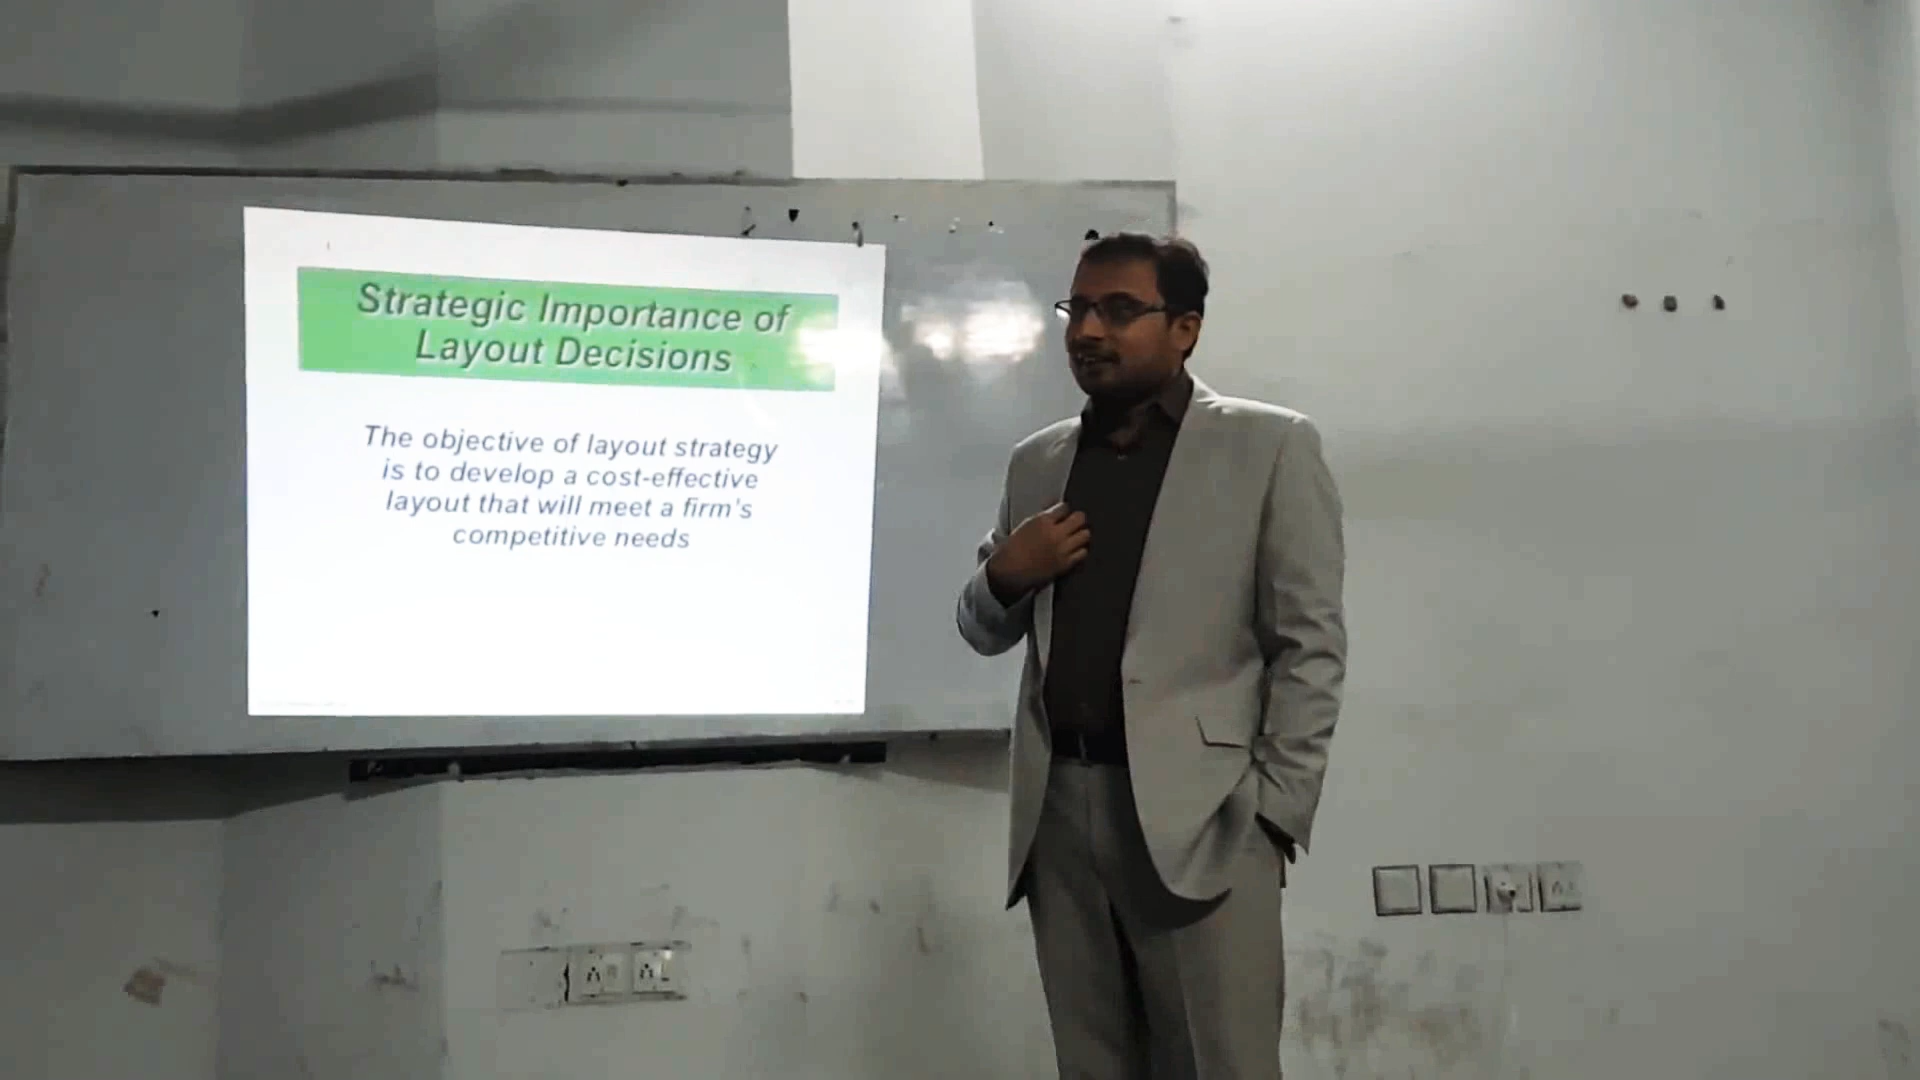 Strategic Importance of
Layout Decisions
The objective of layout strategy
is to develop a cost-effective
layout that will meet a firm's
competitive needs